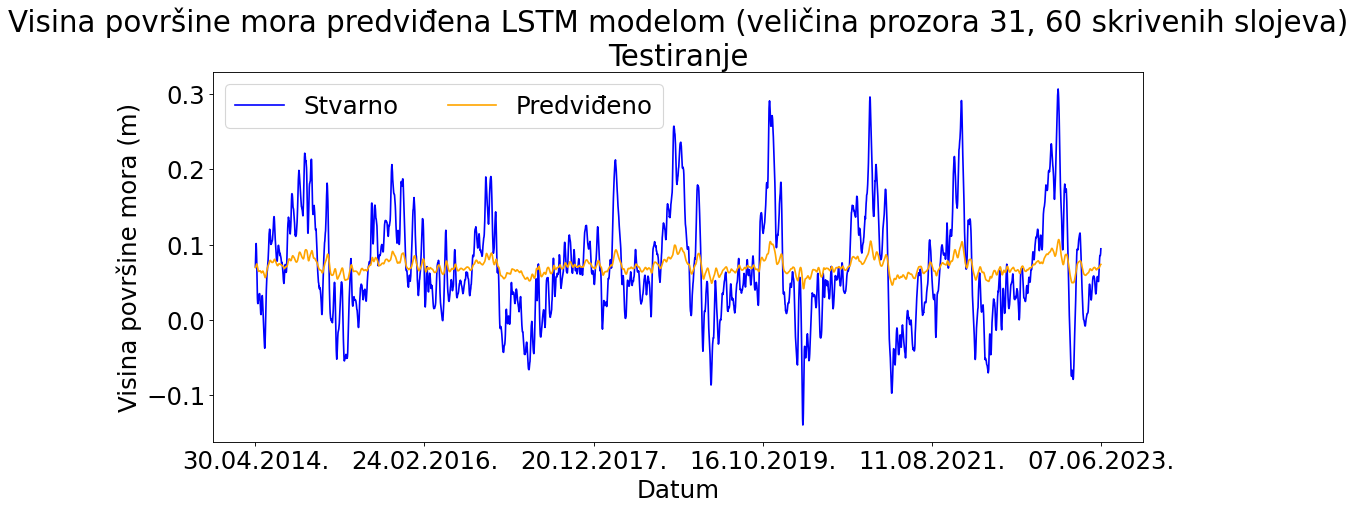 Visina površine mora predviđena LSTM modelom (veličina prozora 31, 60 skrivenih slojeva)
Testiranje
Stvarno Predviđeno
Visina površine mora (m)
0.3
0.2
0.1
0.0
−0.1
30.04.2014. 24.02.2016. 20.12.2017. 16.10.2019. 11.08.2021. 07.06.2023.
Datum